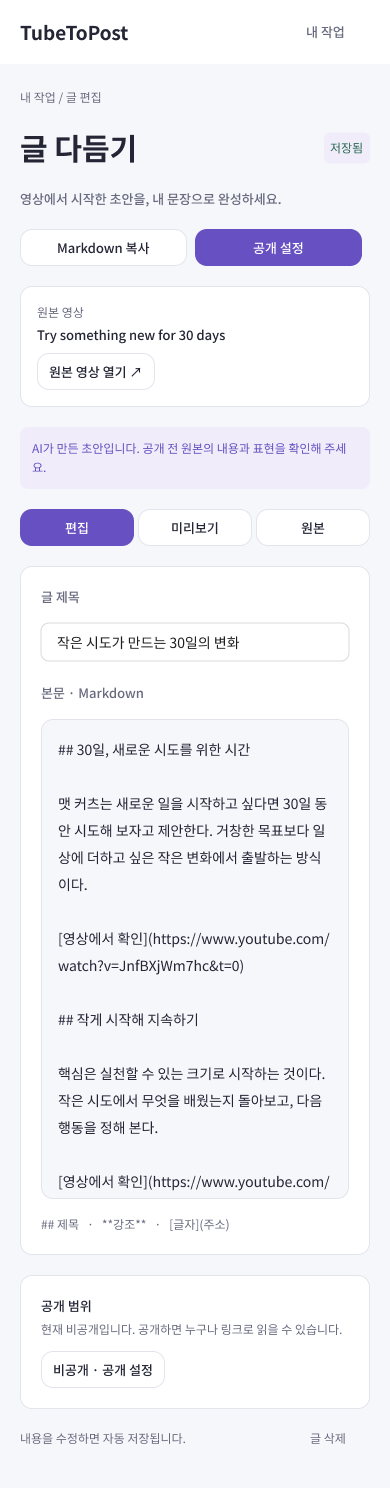 TubeToPost
내 작업
내 작업 / 글 편집
글 다듬기
저장됨
영상에서 시작한 초안을, 내 문장으로 완성하세요.
Markdown 복사
공개 설정
원본 영상
Try something new for 30 days
원본 영상 열기 ↗
AI가 만든 초안입니다. 공개 전 원본의 내용과 표현을 확인해 주세
요.
편집
미리보기
원본
글 제목
작은 시도가 만드는 30일의 변화
본문 · Markdown
## 30일, 새로운 시도를 위한 시간
맷 커츠는 새로운 일을 시작하고 싶다면 30일 동
안 시도해 보자고 제안한다. 거창한 목표보다 일
상에 더하고 싶은 작은 변화에서 출발하는 방식
이다.
[영상에서 확인](https://www.youtube.com/
watch?v=JnfBXjWm7hc&t=0)
## 작게 시작해 지속하기
핵심은 실천할 수 있는 크기로 시작하는 것이다.
작은 시도에서 무엇을 배웠는지 돌아보고, 다음
행동을 정해 본다.
[영상에서 확인](https://www.youtube.com/
## 제목 · **강조** · [글자](주소)
공개 범위
현재 비공개입니다. 공개하면 누구나 링크로 읽을 수 있습니다.
비공개 · 공개 설정
내용을 수정하면 자동 저장됩니다.
글 삭제